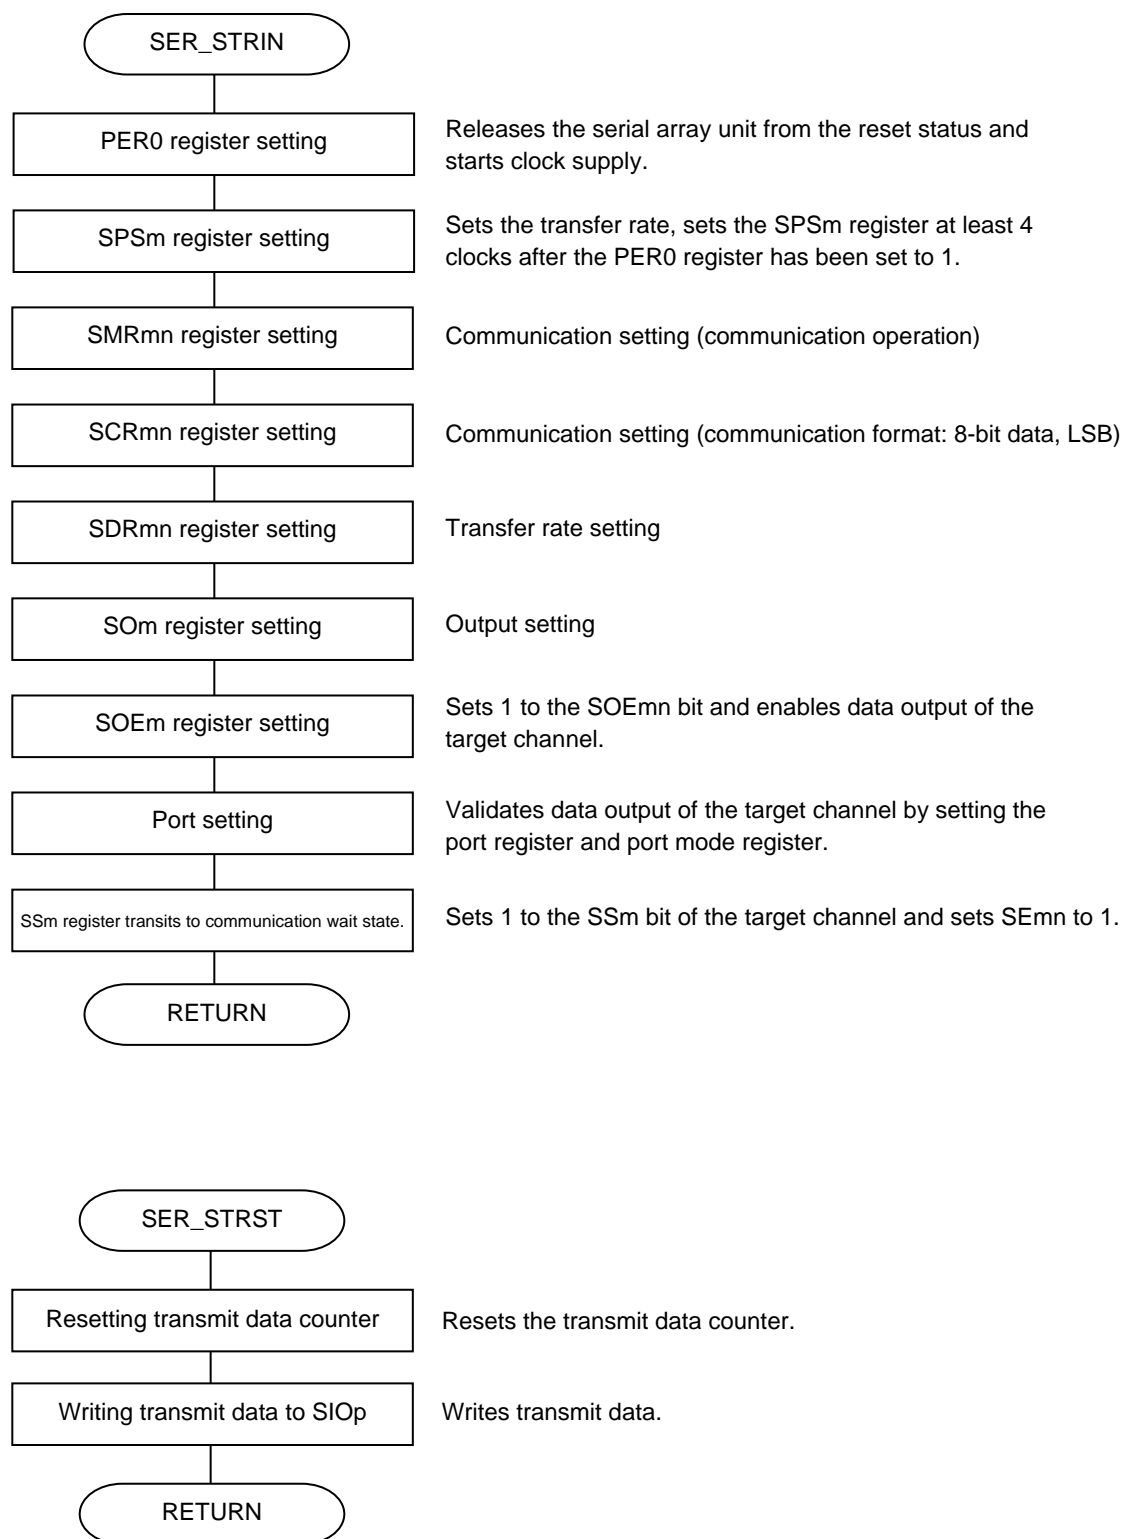 SER_STRIN
PER0 register setting
Releases the serial array unit from the reset status and
starts clock supply.
SPSm register setting
Sets the transfer rate, sets the SPSm register at least 4
clocks after the PER0 register has been set to 1.
SMRmn register setting
Communication setting (communication operation)
SCRmn register setting
Communication setting (communication format: 8-bit data, LSB)
SDRmn register setting
Transfer rate setting
SOm register setting
Output setting
SOEm register setting
Sets 1 to the SOEmn bit and enables data output of the
target channel.
Port setting
Validates data output of the target channel by setting the
port register and port mode register.
SSm register transits to communication wait state.
Sets 1 to the SSm bit of the target channel and sets SEmn to 1.
RETURN
SER_STRST
Resetting transmit data counter
Resets the transmit data counter.
Writing transmit data to SIOp
Writes transmit data.
RETURN